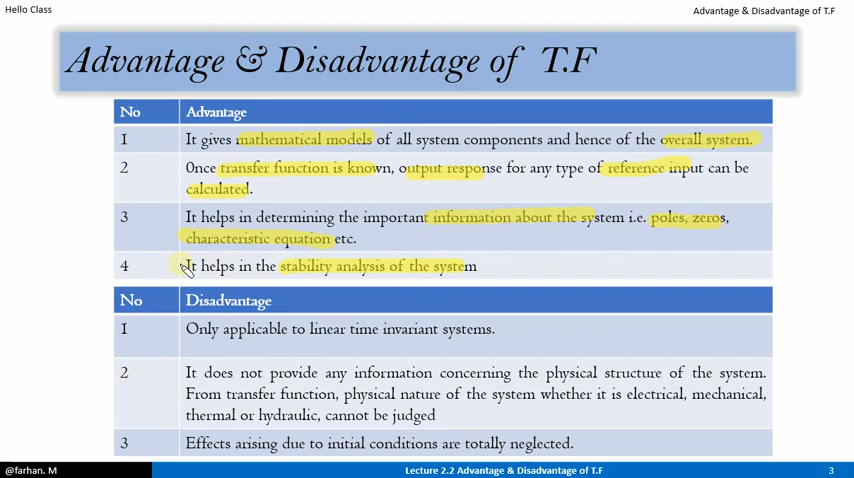 Hello Class
Advantage & Disadvantage of T.F
Advantage & Disadvantage of T.F
No Advantage
1 It gives mathematical models of all system components and hence of the overall system.
2 0nce transfer function is known, output response for any type of reference input can be
calculated.
3 It helps in determining the important information about the system i.e. poles, zeros,
characteristic equation etc.
4 It helps in the stability analysis of the system
No Disadvantage
1 Only applicable to linear time invariant systems.
2 It does not provide any information concerning the physical structure of the system.
From transfer function, physical nature of the system whether it is electrical, mechanical,
thermal or hydraulic, cannot be judged
3 Effects arising due to initial conditions are totally neglected.
@farhan. M Lecture 2.2 Advantage & Disadvantage of T.F 3